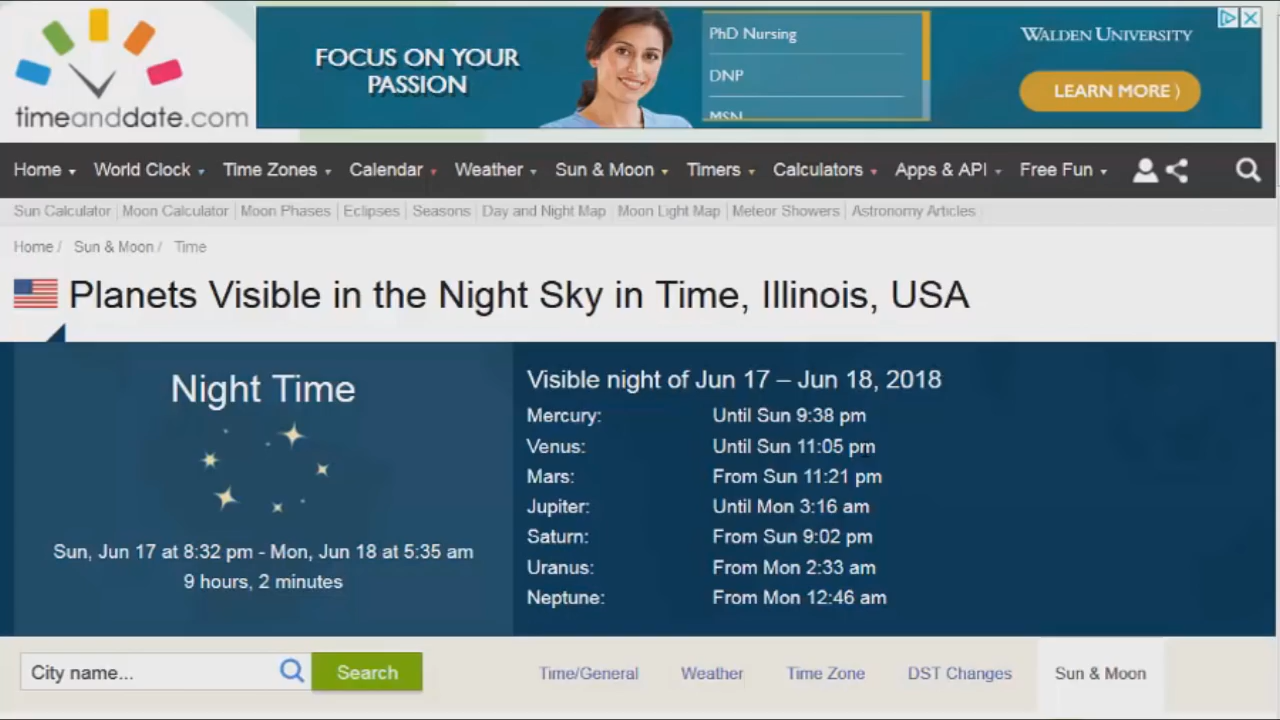 timeanddate.com
FOCUS ON YOUR
PASSION
PhD Nursing
DNP
MSN
WALDEN UNIVERSITY
LEARN MORE )
Home World Clock Time Zones Calendar Weather Sun & Moon Timers Calculators Apps & API Free Fun
Sun Calculator | Moon Calculator | Moon Phases | Eclipses | Seasons | Day and Night Map | Moon Light Map | Meteor Showers | Astronomy Articles
Home / Sun & Moon / Time
Planets Visible in the Night Sky in Time, Illinois, USA
Night Time
Sun, Jun 17 at 8:32 pm - Mon, Jun 18 at 5:35 am
9 hours, 2 minutes
Visible night of Jun 17 – Jun 18, 2018
Mercury: Until Sun 9:38 pm
Venus: Until Sun 11:05 pm
Mars: From Sun 11:21 pm
Jupiter: Until Mon 3:16 am
Saturn: From Sun 9:02 pm
Uranus: From Mon 2:33 am
Neptune: From Mon 12:46 am
City name... Search
Time/General Weather Time Zone DST Changes Sun & Moon